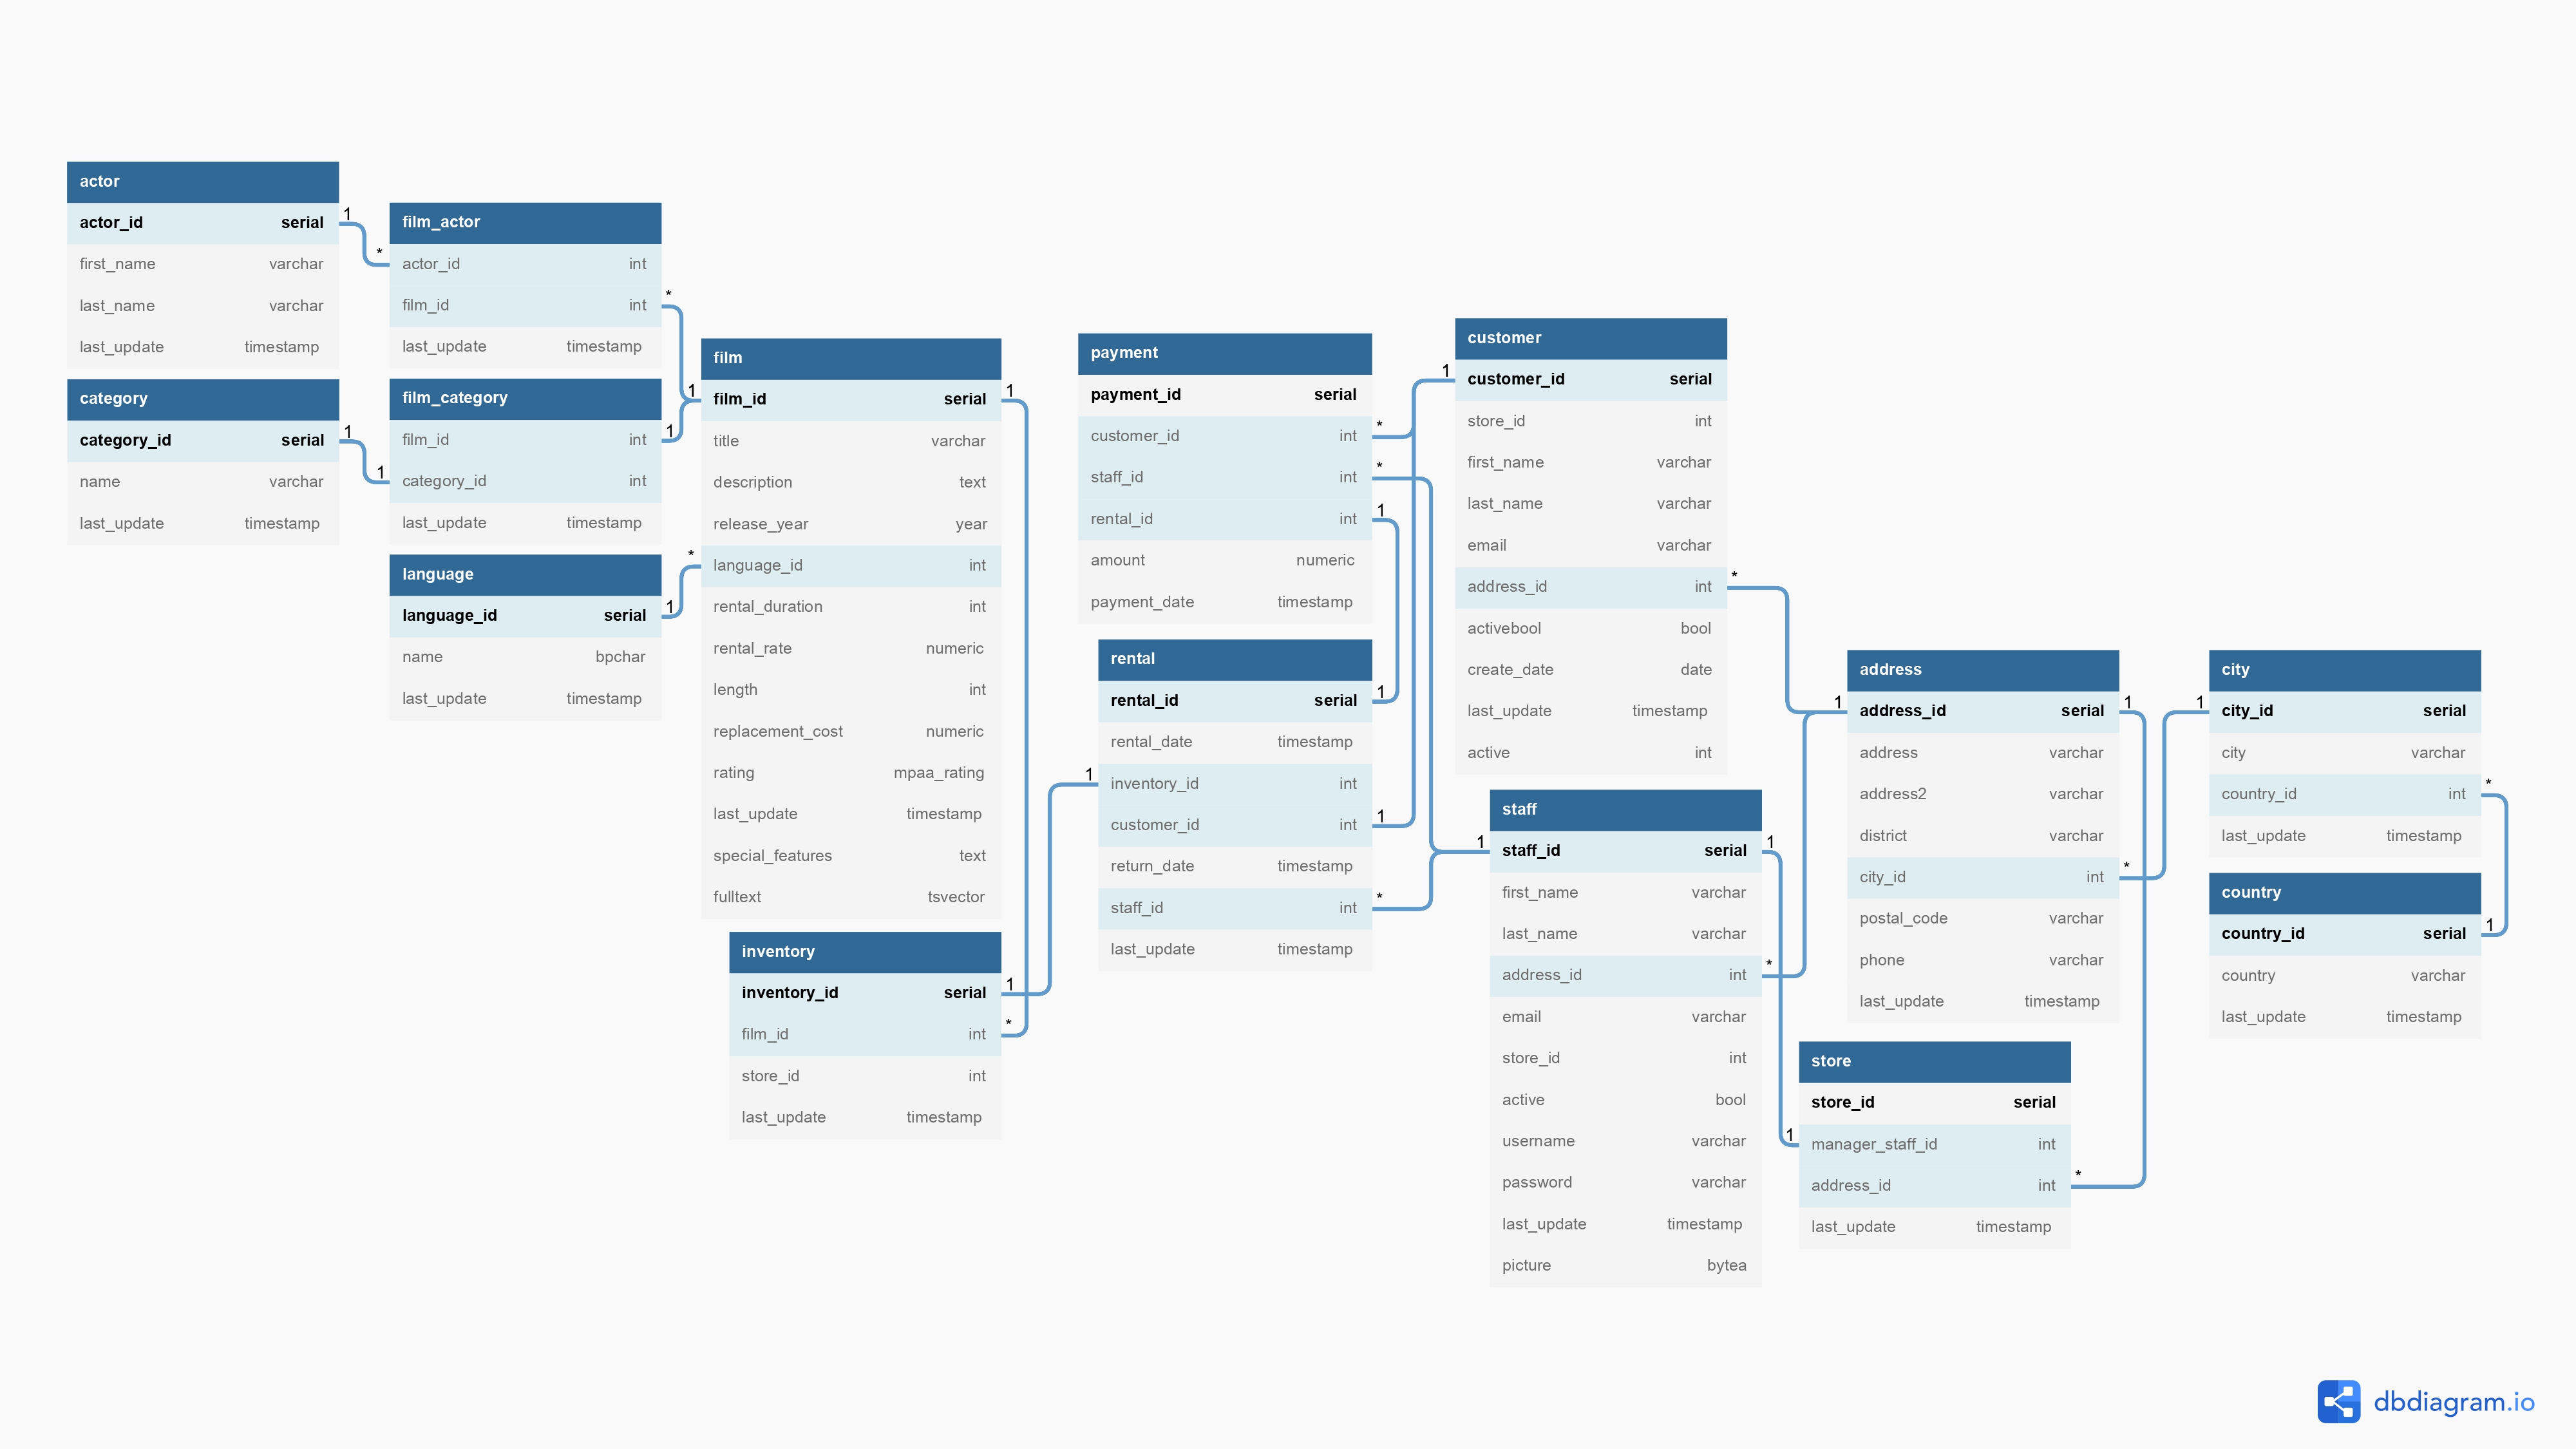 actor
actor_id serial
first_name varchar
last_name varchar
last_update timestamp
1
*
film_actor
actor_id int
film_id int
last_update timestamp
*
1
category
category_id serial
name varchar
last_update timestamp
1
1
film_category
film_id int
category_id int
last_update timestamp
1
language
language_id serial
name bpchar
last_update timestamp
1
*
film
film_id serial
title varchar
description text
release_year year
language_id int
rental_duration int
rental_rate numeric
length int
replacement_cost numeric
rating mpaa_rating
last_update timestamp
special_features text
fulltext tsvector
1
inventory
inventory_id serial
film_id int
store_id int
last_update timestamp
1
*
payment
payment_id serial
customer_id int
staff_id int
rental_id int
amount numeric
payment_date timestamp
*
*
1
rental
rental_id serial
rental_date timestamp
inventory_id int
customer_id int
return_date timestamp
staff_id int
last_update timestamp
1
1
1
*
1
customer
customer_id serial
store_id int
first_name varchar
last_name varchar
email varchar
address_id int
activebool bool
create_date date
last_update timestamp
active int
*
1
staff
staff_id serial
first_name varchar
last_name varchar
address_id int
email varchar
store_id int
active bool
username varchar
password varchar
last_update timestamp
picture bytea
1
*
1
address
address_id serial
address varchar
address2 varchar
district varchar
city_id int
postal_code varchar
phone varchar
last_update timestamp
1
*
1
store
store_id serial
manager_staff_id int
address_id int
last_update timestamp
*
1
city
city_id serial
city varchar
country_id int
last_update timestamp
*
country
country_id serial
country varchar
last_update timestamp
1
dbdiagram.io